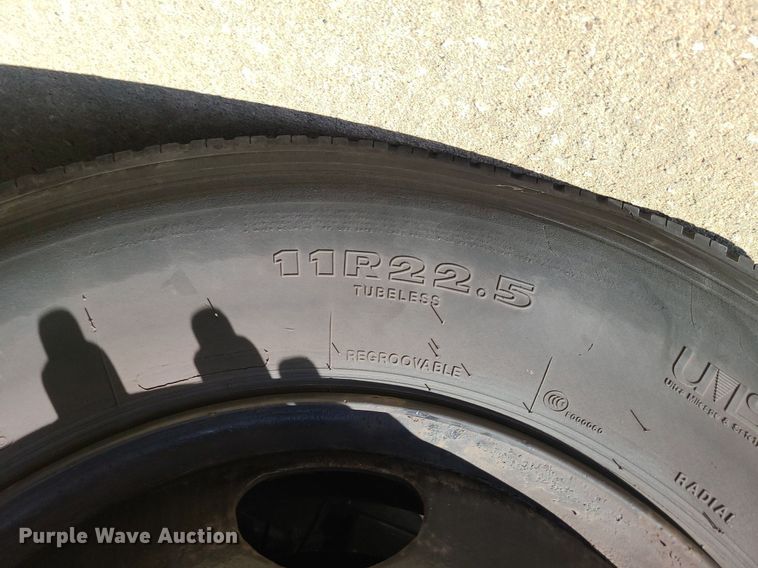 11R22.5
TUBELESS
REGROOVABLE
RADIAL
Purple Wave Auction